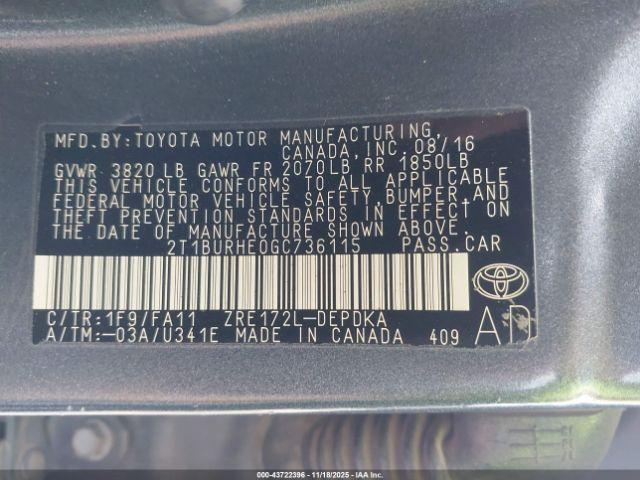 MFD.BY:TOYOTA MOTOR MANUFACTURING,
CANADA,INC. 08/16
GVWR 3820 LB GAWR FR 2070LB RR 1850LB
THIS VEHICLE CONFORMS TO ALL APPLICABLE
FEDERAL MOTOR VEHICLE SAFETY,BUMPER,AND
THEFT PREVENTION STANDARDS IN EFFECT ON
THE DATE OF MANUFACTURE SHOWN ABOVE.
2T1BURHE0GC736115 PASS.CAR
C/TR:1F9/FA11 ZRE172L-DEPDKA
A/TM:-03A/U341E MADE IN CANADA 409
AD
000-43722396 - 11/18/2025 - IAA Inc.